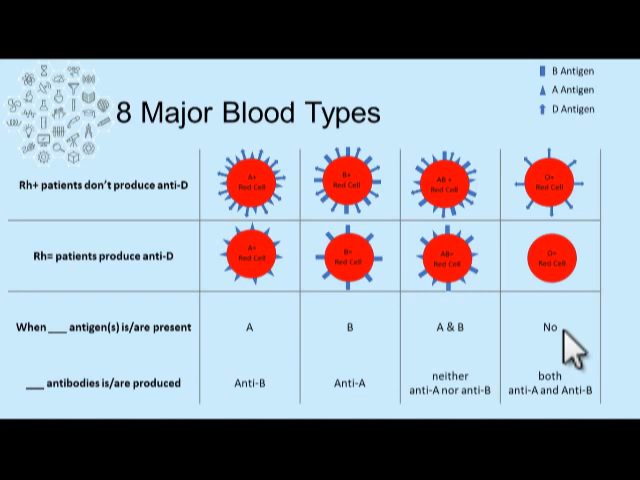 B Antigen
A Antigen
D Antigen
8 Major Blood Types
Rh+ patients don't produce anti-D
A+
Red Cell
B+
Red Cell
AB +
Red Cell
O+
Red Cell
Rh= patients produce anti-D
A=
Red Cell
B=
Red Cell
AB=
Red Cell
O=
Red Cell
When ___ antigen(s) is/are present
A
B
A & B
No
___ antibodies is/are produced
Anti-B
Anti-A
neither
anti-A nor anti-B
both
anti-A and Anti-B